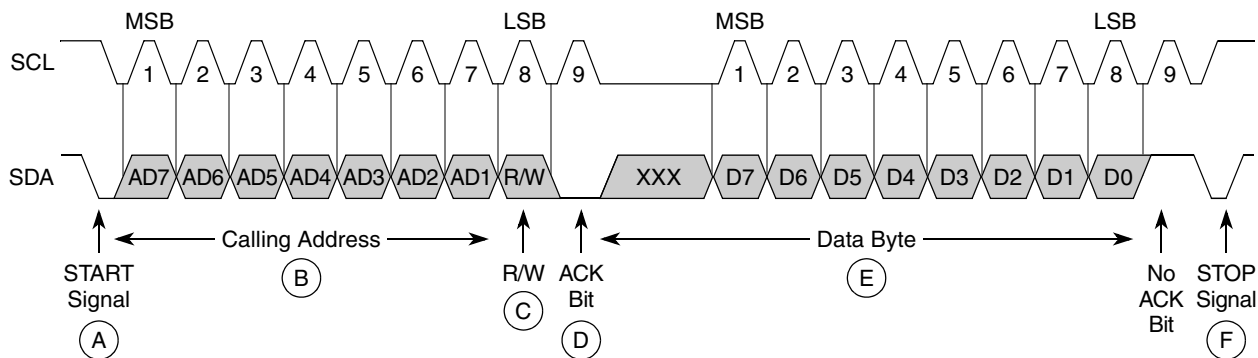 MSB LSB MSB LSB
SCL 1 2 3 4 5 6 7 8 9 1 2 3 4 5 6 7 8 9
SDA AD7 AD6 AD5 AD4 AD3 AD2 AD1 R/W XXX D7 D6 D5 D4 D3 D2 D1 D0
START
Signal
A
Calling Address
B
R/W
C
ACK
Bit
D
Data Byte
E
No
ACK
Bit
STOP
Signal
F